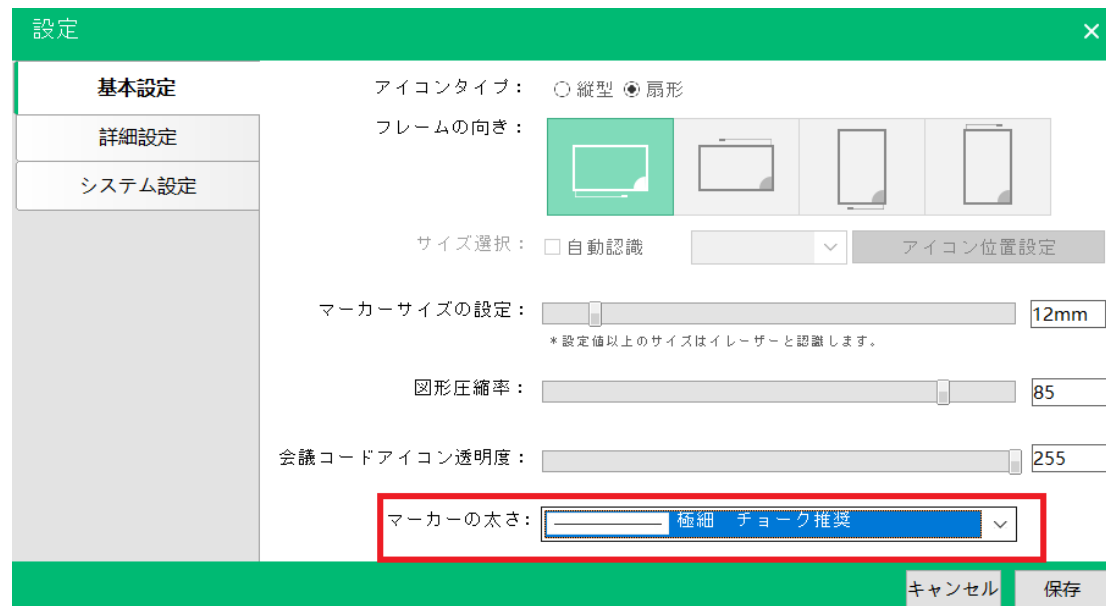 設定
基本設定
詳細設定
システム設定
アイコンタイプ： 縦型 扇形
フレームの向き：
サイズ選択： 自動認識 アイコン位置設定
マーカーサイズの設定： 12mm
*設定値以上のサイズはイレーザーと認識します。
図形圧縮率： 85
会議コードアイコン透明度： 255
マーカーの太さ： 極細 チョーク推奨
キャンセル 保存